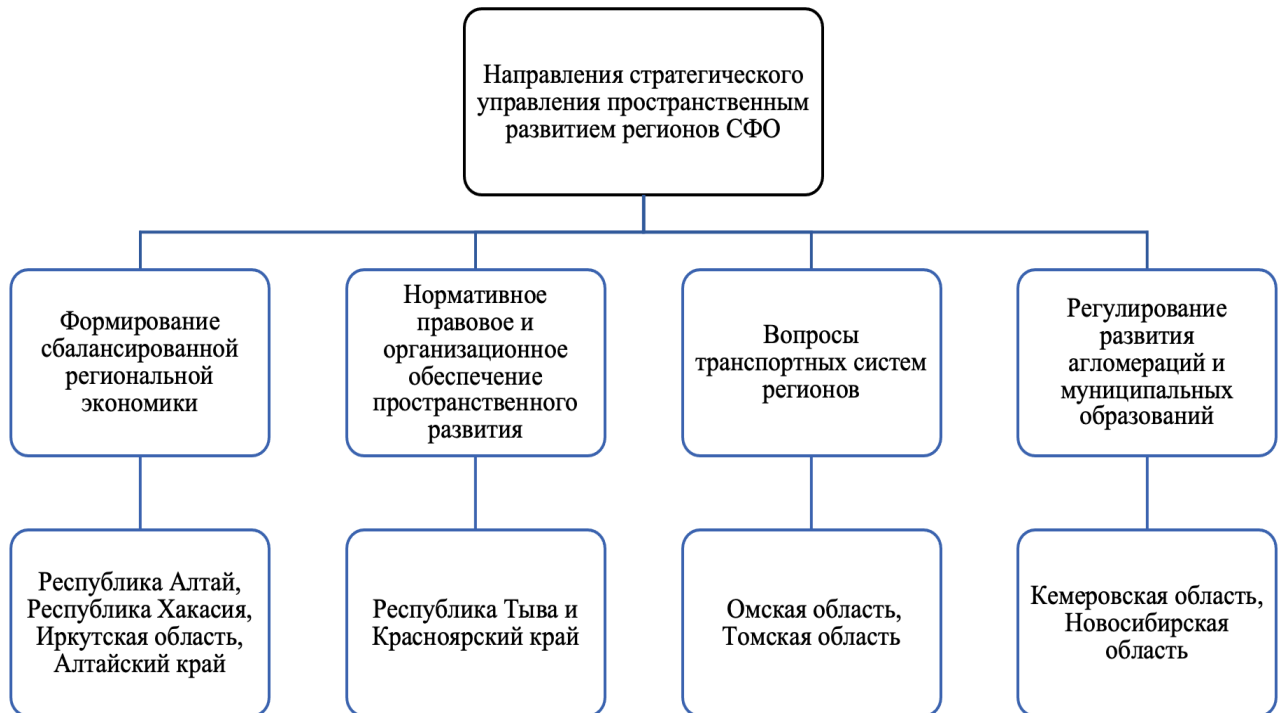 Направления стратегического
управления пространственным
развитием регионов СФО
Формирование
сбалансированной
региональной
экономики
Нормативное
правовое и
организационное
обеспечение
пространственного
развития
Вопросы
транспортных систем
регионов
Регулирование
развития
агломераций и
муниципальных
образований
Республика Алтай,
Республика Хакасия,
Иркутская область,
Алтайский край
Республика Тыва и
Красноярский край
Омская область,
Томская область
Кемеровская область,
Новосибирская
область